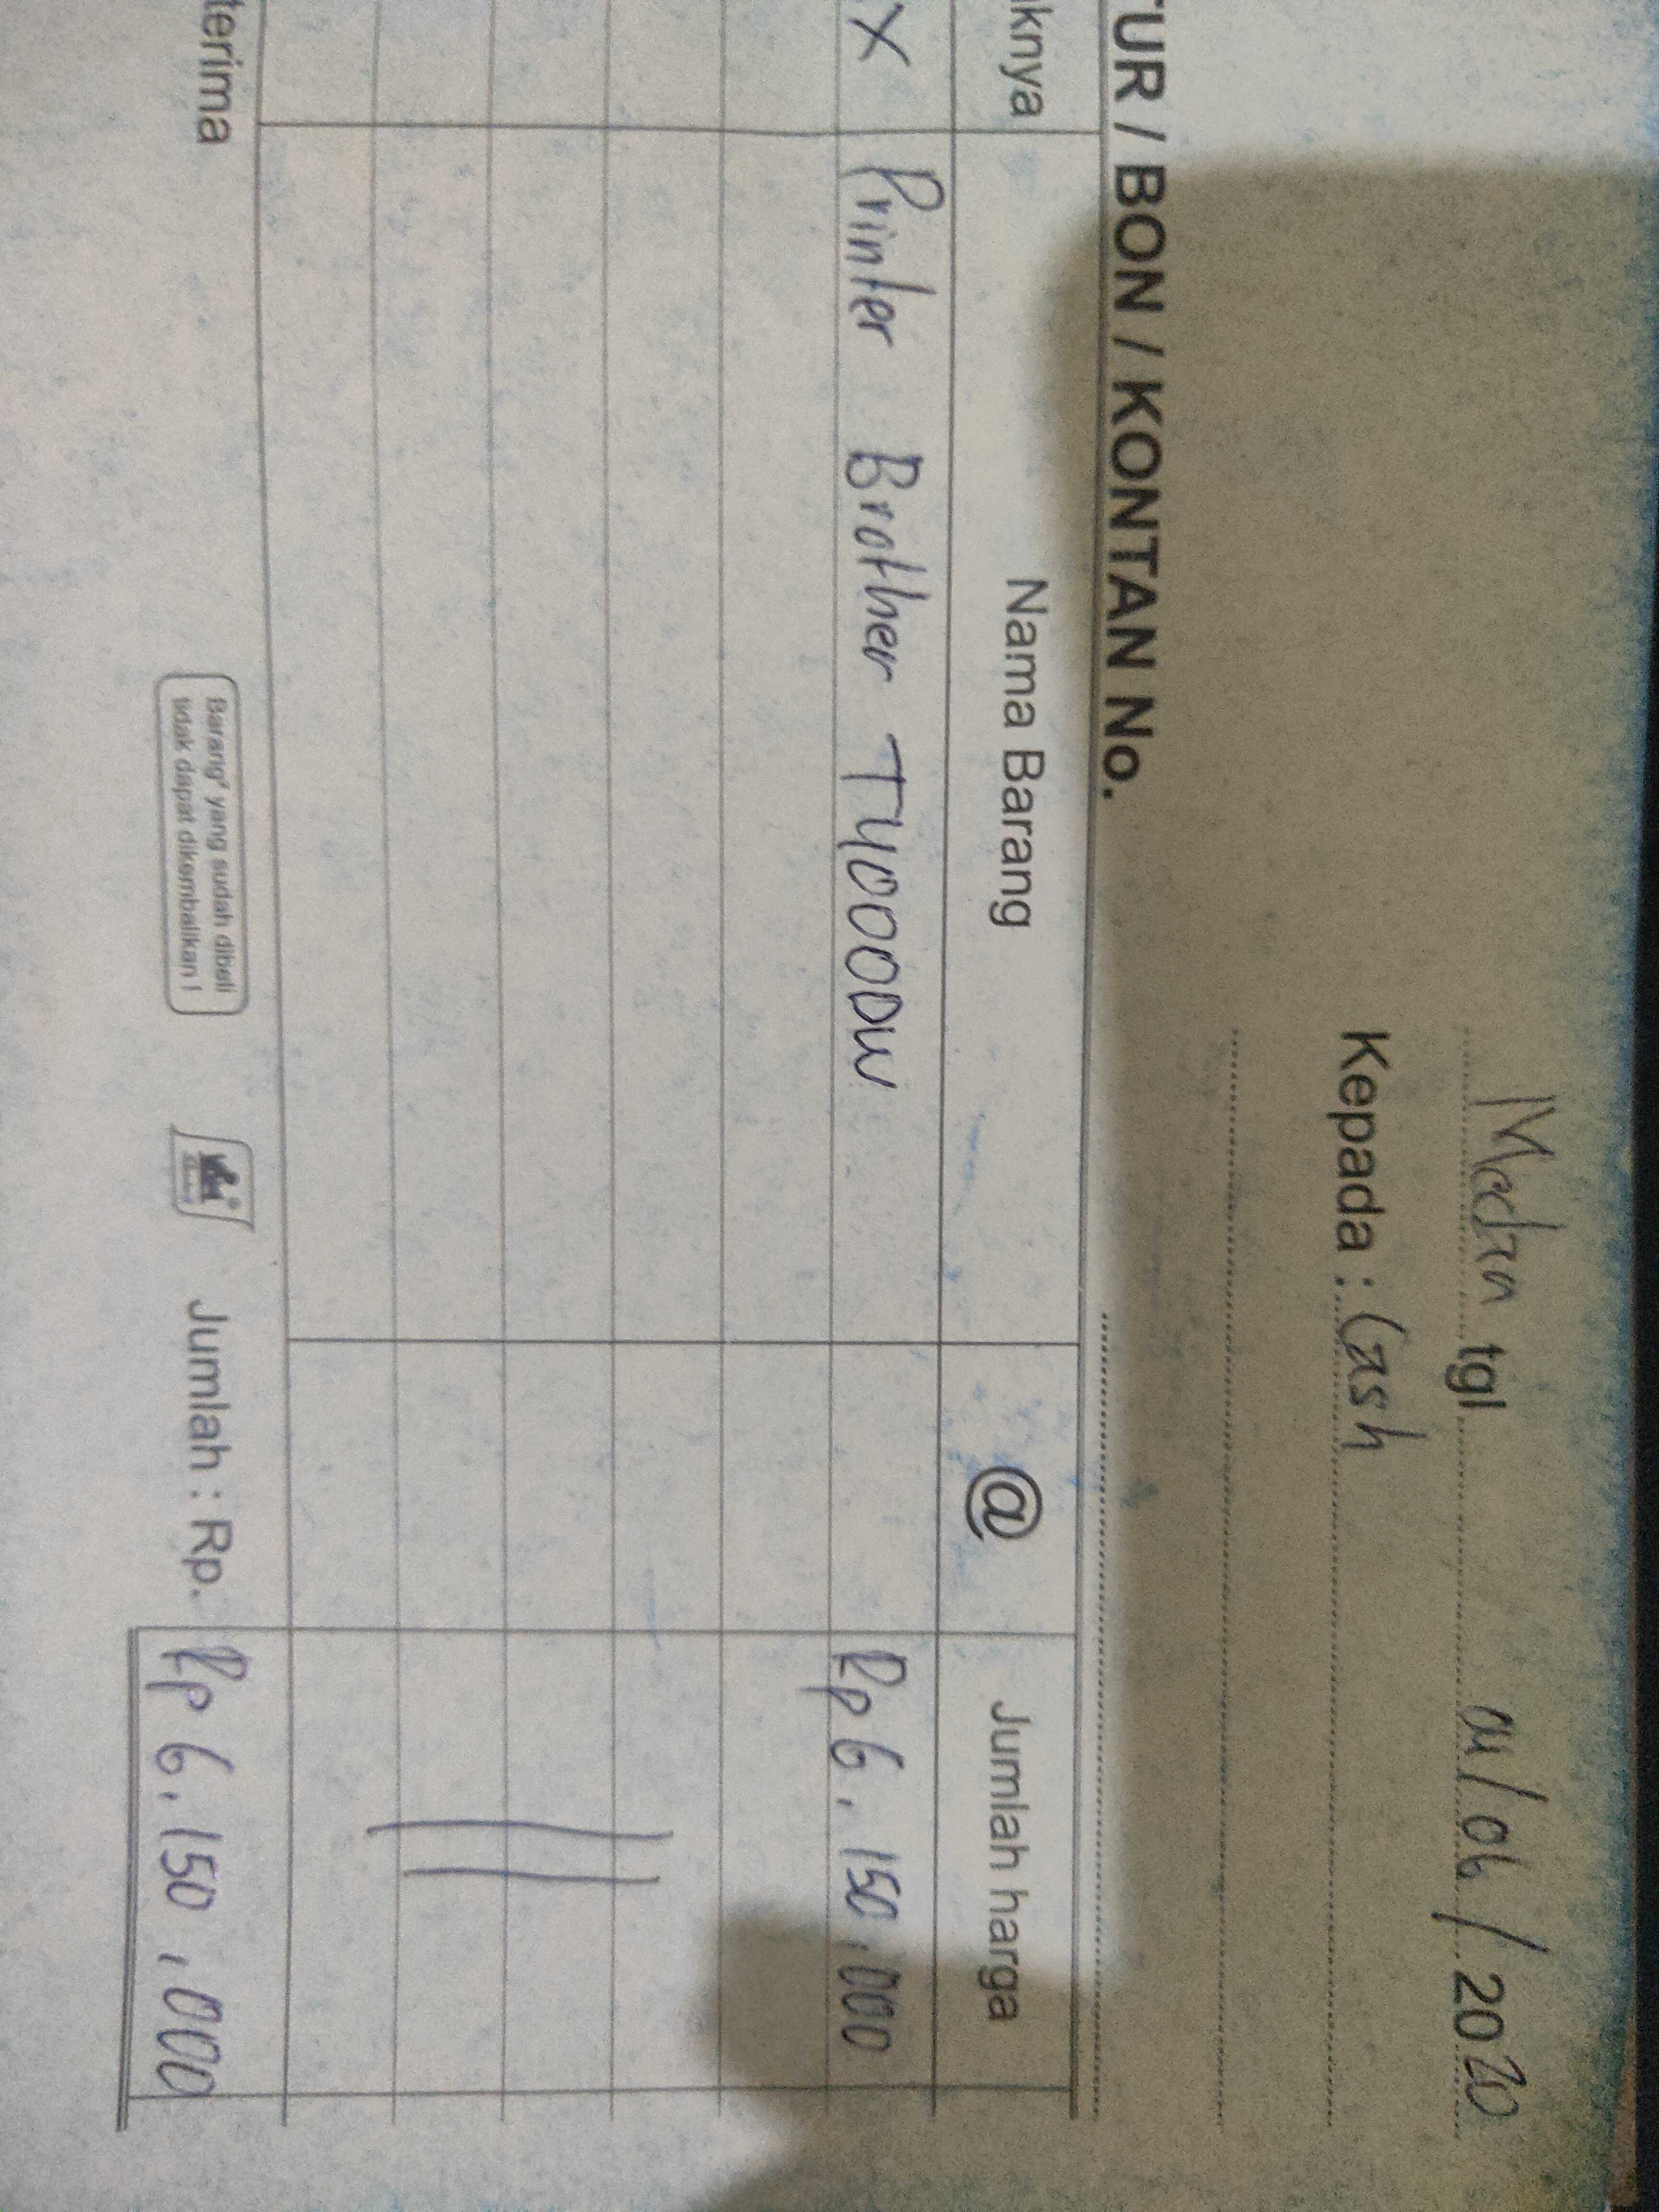 Medan tgl / 06 / 2020
Kepada : Cash
TUR / BON / KONTAN No.
knya Nama Barang @ Jumlah harga
X Printer Brother T4000DW Rp 6.150.000
terima
Barang² yang sudah dibeli
tidak dapat dikembalikan !
Jumlah : Rp. Rp 6.150.000